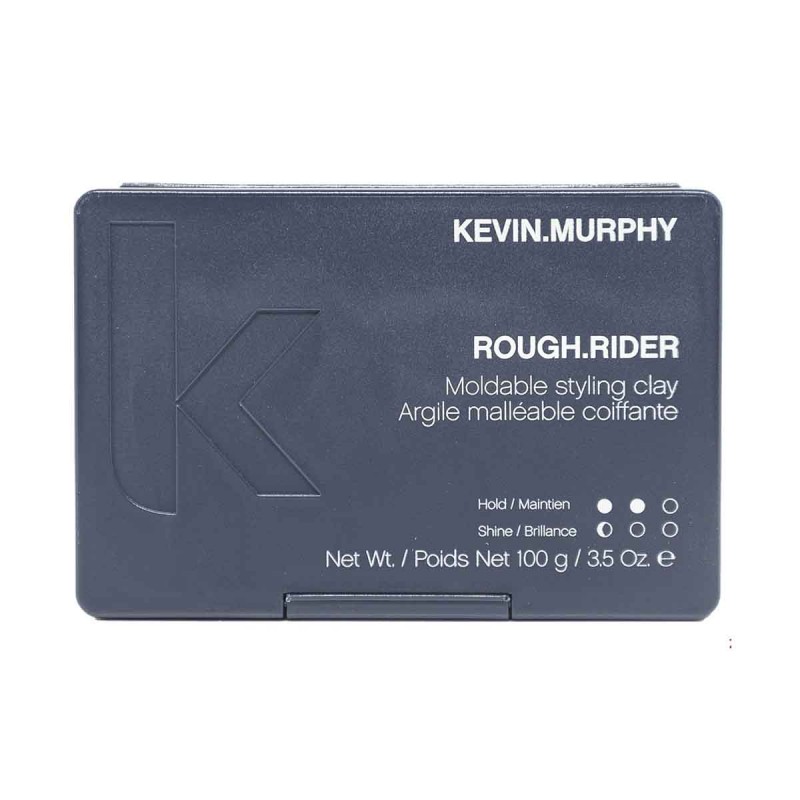 KEVIN.MURPHY
ROUGH.RIDER
Moldable styling clay
Argile malléable coiffante
Hold / Maintien
Shine / Brillance
Net Wt. / Poids Net 100 g / 3.5 Oz. ℮